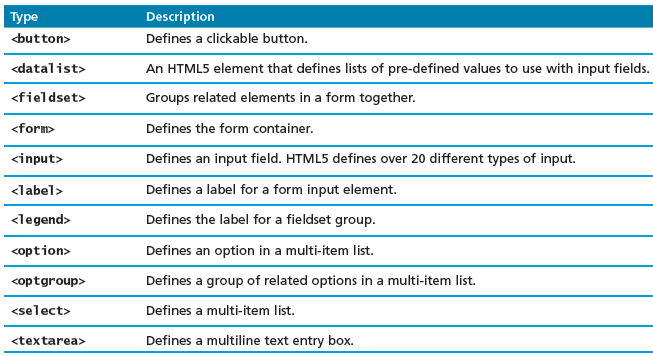 Type Description
<button> Defines a clickable button.
<datalist> An HTML5 element that defines lists of pre-defined values to use with input fields.
<fieldset> Groups related elements in a form together.
<form> Defines the form container.
<input> Defines an input field. HTML5 defines over 20 different types of input.
<label> Defines a label for a form input element.
<legend> Defines the label for a fieldset group.
<option> Defines an option in a multi-item list.
<optgroup> Defines a group of related options in a multi-item list.
<select> Defines a multi-item list.
<textarea> Defines a multiline text entry box.